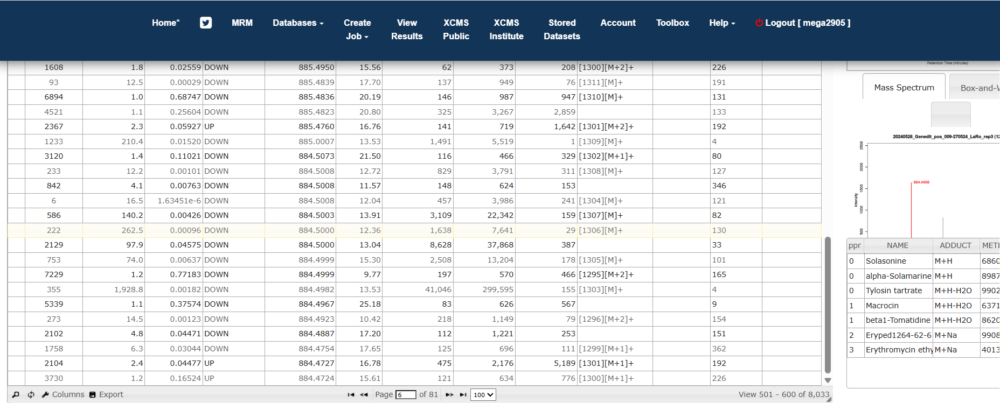 Home* MRM Databases Create Job View Results XCMS Public XCMS Institute Stored Datasets Account Toolbox Help Logout [ mega2905 ]
1608 1.8 0.02559 DOWN 885.4950 15.56 62 373 208 [1300][M+2]+ 226
93 12.5 0.00029 DOWN 885.4839 17.70 137 949 76 [1311][M]+ 191
6894 1.0 0.68747 DOWN 885.4836 20.19 146 987 947 [1310][M]+ 131
4521 1.1 0.25604 DOWN 885.4823 20.80 325 3,267 2,859 133
2367 2.3 0.05927 UP 885.4760 16.76 141 719 1,642 [1301][M+2]+ 192
1233 210.4 0.01520 DOWN 885.0007 13.53 1,491 5,519 1 [1309][M]+ 4
3120 1.4 0.11021 DOWN 884.5073 21.50 116 466 329 [1302][M+1]+ 80
233 12.2 0.00101 DOWN 884.5008 12.72 829 3,791 311 [1308][M]+ 127
842 4.1 0.00763 DOWN 884.5008 11.57 148 624 153 346
6 16.5 1.63451e-6 DOWN 884.5008 12.04 457 3,986 241 [1304][M]+ 121
586 140.2 0.00426 DOWN 884.5003 13.91 3,109 22,342 159 [1307][M]+ 82
222 262.5 0.00096 DOWN 884.5000 12.36 1,638 7,641 29 [1306][M]+ 130
2129 97.9 0.04575 DOWN 884.5000 13.04 8,628 37,868 387 33
753 74.0 0.00637 DOWN 884.4999 15.30 2,508 13,204 178 [1305][M]+ 101
7229 1.2 0.77183 DOWN 884.4999 9.77 197 570 466 [1295][M+2]+ 165
355 1,928.8 0.00182 DOWN 884.4982 13.53 41,046 299,595 155 [1303][M]+ 4
5339 1.1 0.37574 DOWN 884.4967 25.18 83 626 567 9
273 14.5 0.00123 DOWN 884.4923 10.42 218 1,149 79 [1296][M+2]+ 154
2102 4.8 0.04471 DOWN 884.4887 17.20 112 1,221 253 151
1758 6.3 0.03044 DOWN 884.4754 17.65 125 696 111 [1299][M+1]+ 362
2104 2.4 0.04477 UP 884.4727 16.78 475 2,176 5,189 [1301][M+1]+ 192
3730 1.2 0.16524 UP 884.4724 15.61 121 634 776 [1300][M+1]+ 226
Columns Export Page 6 of 81 100 View 501 - 600 of 8,033
Retention Time (minutes)
Mass Spectrum Box-and-W
20240528_Genedit_pos_009-270524_LaRo_rep3 (12
Intensity
2500
2000
1500
1000
500
884.4998
ppr NAME ADDUCT METL
0 Solasonine M+H 6860
0 alpha-Solamarine M+H 8987
0 Tylosin tartrate M+H-H2O 9902
1 Macrocin M+H-H2O 6371
1 beta1-Tomatidine M+H-H2O 8620
2 Eryped1264-62-6 M+Na 9908
3 Erythromycin ethy M+Na 4013